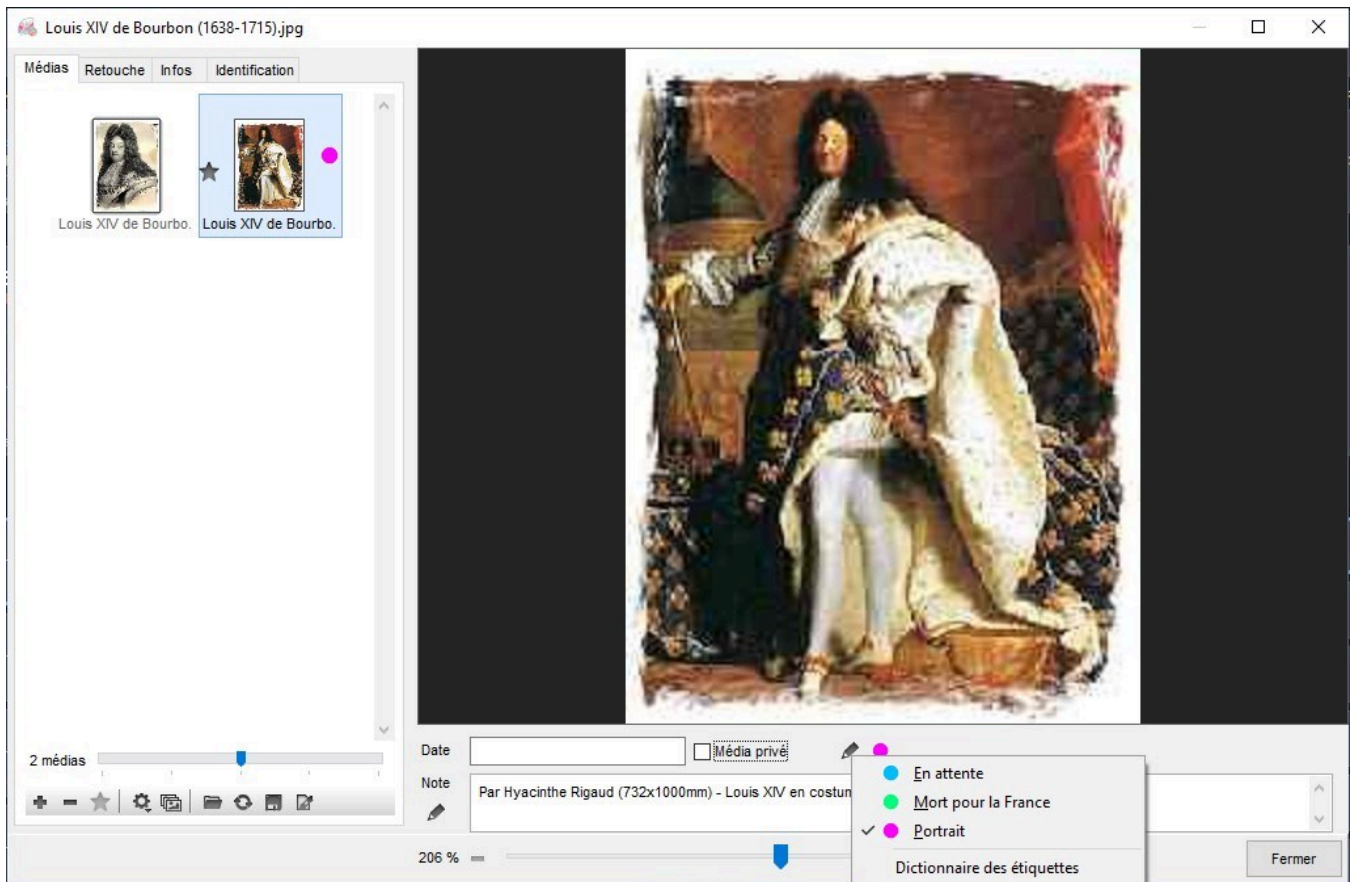 Louis XIV de Bourbon (1638-1715).jpg
Médias Retouche Infos Identification
Louis XIV de Bourbo. Louis XIV de Bourbo.
2 médias
Date Média privé
Note
Par Hyacinthe Rigaud (732x1000mm) - Louis XIV en costum
En attente
Mort pour la France
Portrait
Dictionnaire des étiquettes
206 %
Fermer